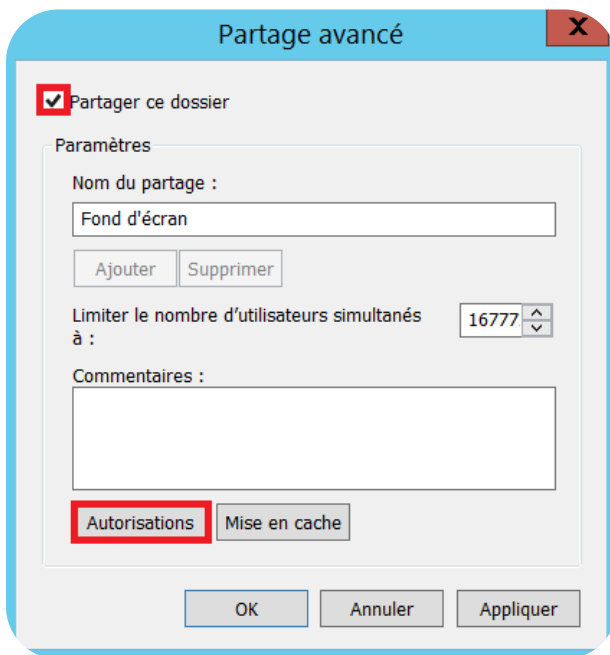 Partage avancé
X
Partager ce dossier
Paramètres
Nom du partage :
Fond d'écran
Ajouter Supprimer
Limiter le nombre d’utilisateurs simultanés
à :
16777
Commentaires :
Autorisations Mise en cache
OK Annuler Appliquer